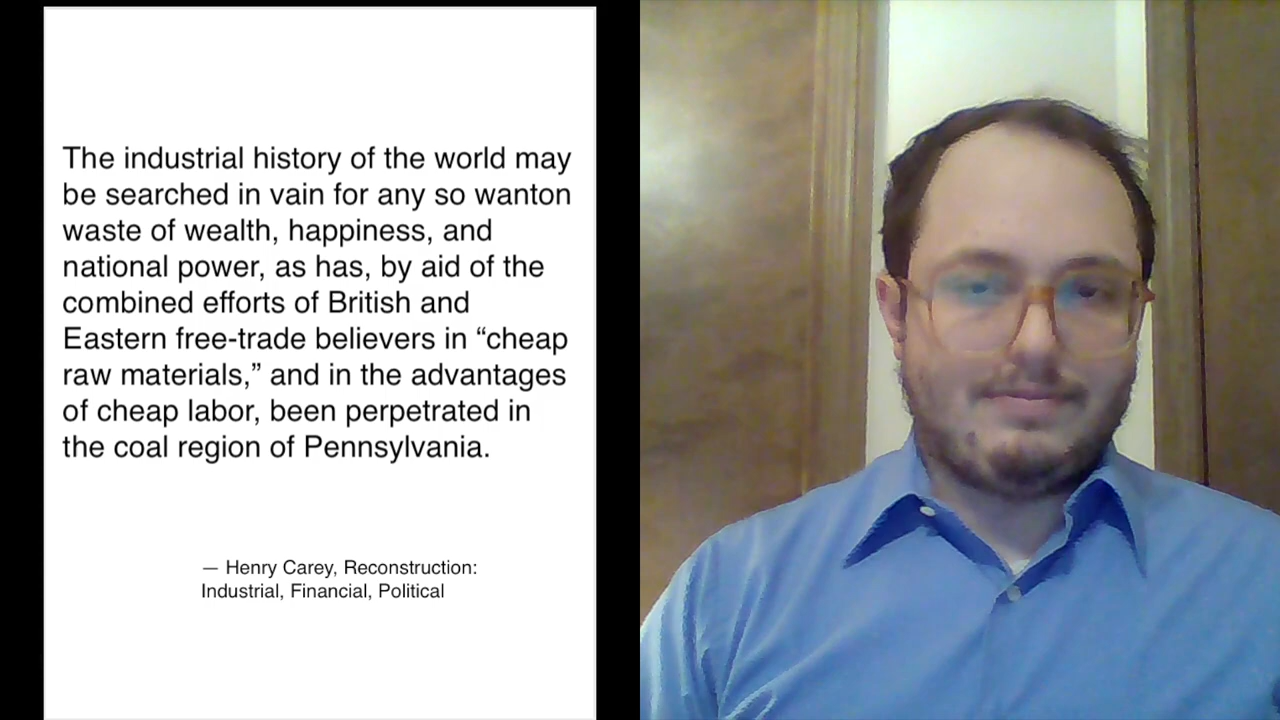 The industrial history of the world may
be searched in vain for any so wanton
waste of wealth, happiness, and
national power, as has, by aid of the
combined efforts of British and
Eastern free-trade believers in “cheap
raw materials,” and in the advantages
of cheap labor, been perpetrated in
the coal region of Pennsylvania.
— Henry Carey, Reconstruction:
Industrial, Financial, Political